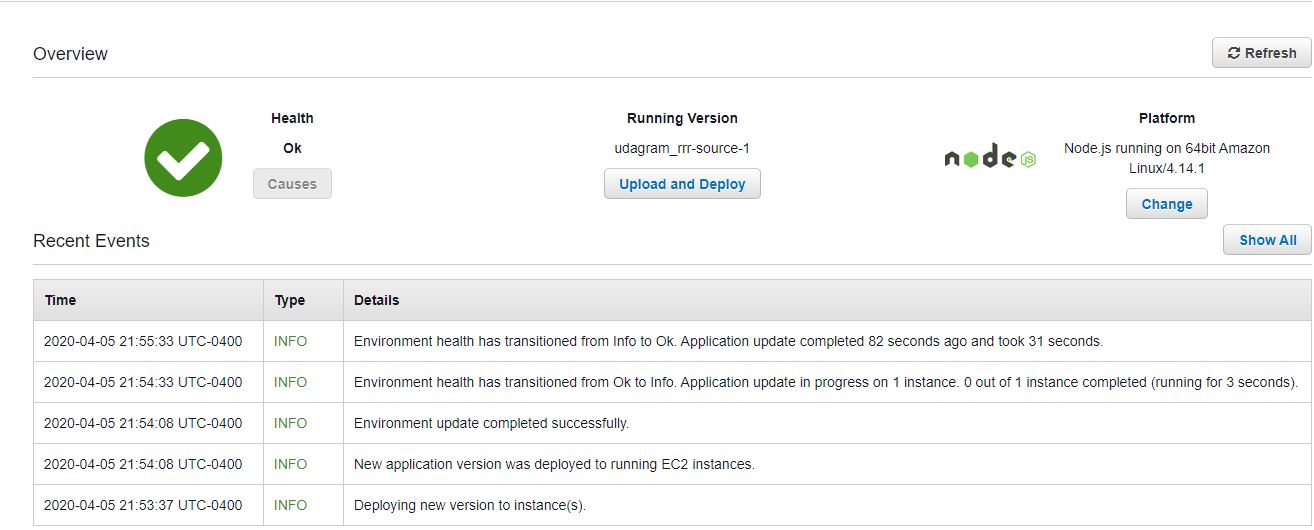 Overview
Refresh
Health
Ok
Causes
Running Version
udagram_rrr-source-1
Upload and Deploy
node
JS
Platform
Node.js running on 64bit Amazon
Linux/4.14.1
Change
Recent Events
Show All
Time Type Details
2020-04-05 21:55:33 UTC-0400 INFO Environment health has transitioned from Info to Ok. Application update completed 82 seconds ago and took 31 seconds.
2020-04-05 21:54:33 UTC-0400 INFO Environment health has transitioned from Ok to Info. Application update in progress on 1 instance. 0 out of 1 instance completed (running for 3 seconds).
2020-04-05 21:54:08 UTC-0400 INFO Environment update completed successfully.
2020-04-05 21:54:08 UTC-0400 INFO New application version was deployed to running EC2 instances.
2020-04-05 21:53:37 UTC-0400 INFO Deploying new version to instance(s).